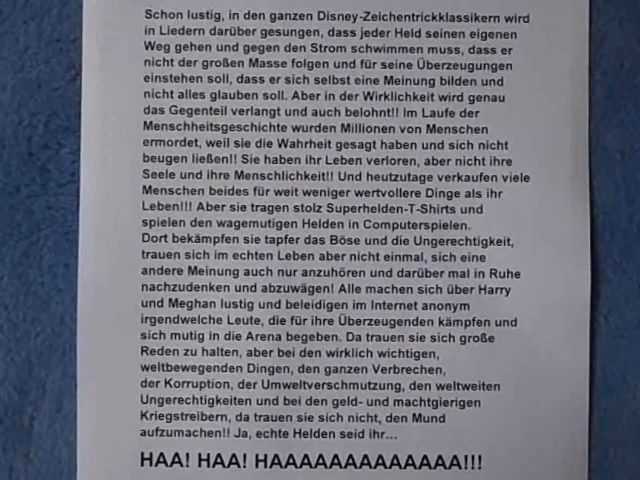 Schon lustig, in den ganzen Disney-Zeichentrickklassikern wird
in Liedern darüber gesungen, dass jeder Held seinen eigenen
Weg gehen und gegen den Strom schwimmen muss, dass er
nicht der großen Masse folgen und für seine Überzeugungen
einstehen soll, dass er sich selbst eine Meinung bilden und
nicht alles glauben soll. Aber in der Wirklichkeit wird genau
das Gegenteil verlangt und auch belohnt!! Im Laufe der
Menschheitsgeschichte wurden Millionen von Menschen
ermordet, weil sie die Wahrheit gesagt haben und sich nicht
beugen ließen!! Sie haben ihr Leben verloren, aber nicht ihre
Seele und ihre Menschlichkeit!! Und heutzutage verkaufen viele
Menschen beides für weit weniger wertvollere Dinge als ihr
Leben!!! Aber sie tragen stolz Superhelden-T-Shirts und
spielen den wagemutigen Helden in Computerspielen.
Dort bekämpfen sie tapfer das Böse und die Ungerechtigkeit,
trauen sich im echten Leben aber nicht einmal, sich eine
andere Meinung auch nur anzuhören und darüber mal in Ruhe
nachzudenken und abzuwägen! Alle machen sich über Harry
und Meghan lustig und beleidigen im Internet anonym
irgendwelche Leute, die für ihre Überzeugenden kämpfen und
sich mutig in die Arena begeben. Da trauen sie sich große
Reden zu halten, aber bei den wirklich wichtigen,
weltbewegenden Dingen, den ganzen Verbrechen,
der Korruption, der Umweltverschmutzung, den weltweiten
Ungerechtigkeiten und bei den geld- und machtgierigen
Kriegstreibern, da trauen sie sich nicht, den Mund
aufzumachen!! Ja, echte Helden seid ihr...
HAA! HAA! HAAAAAAAAAAAAA!!!